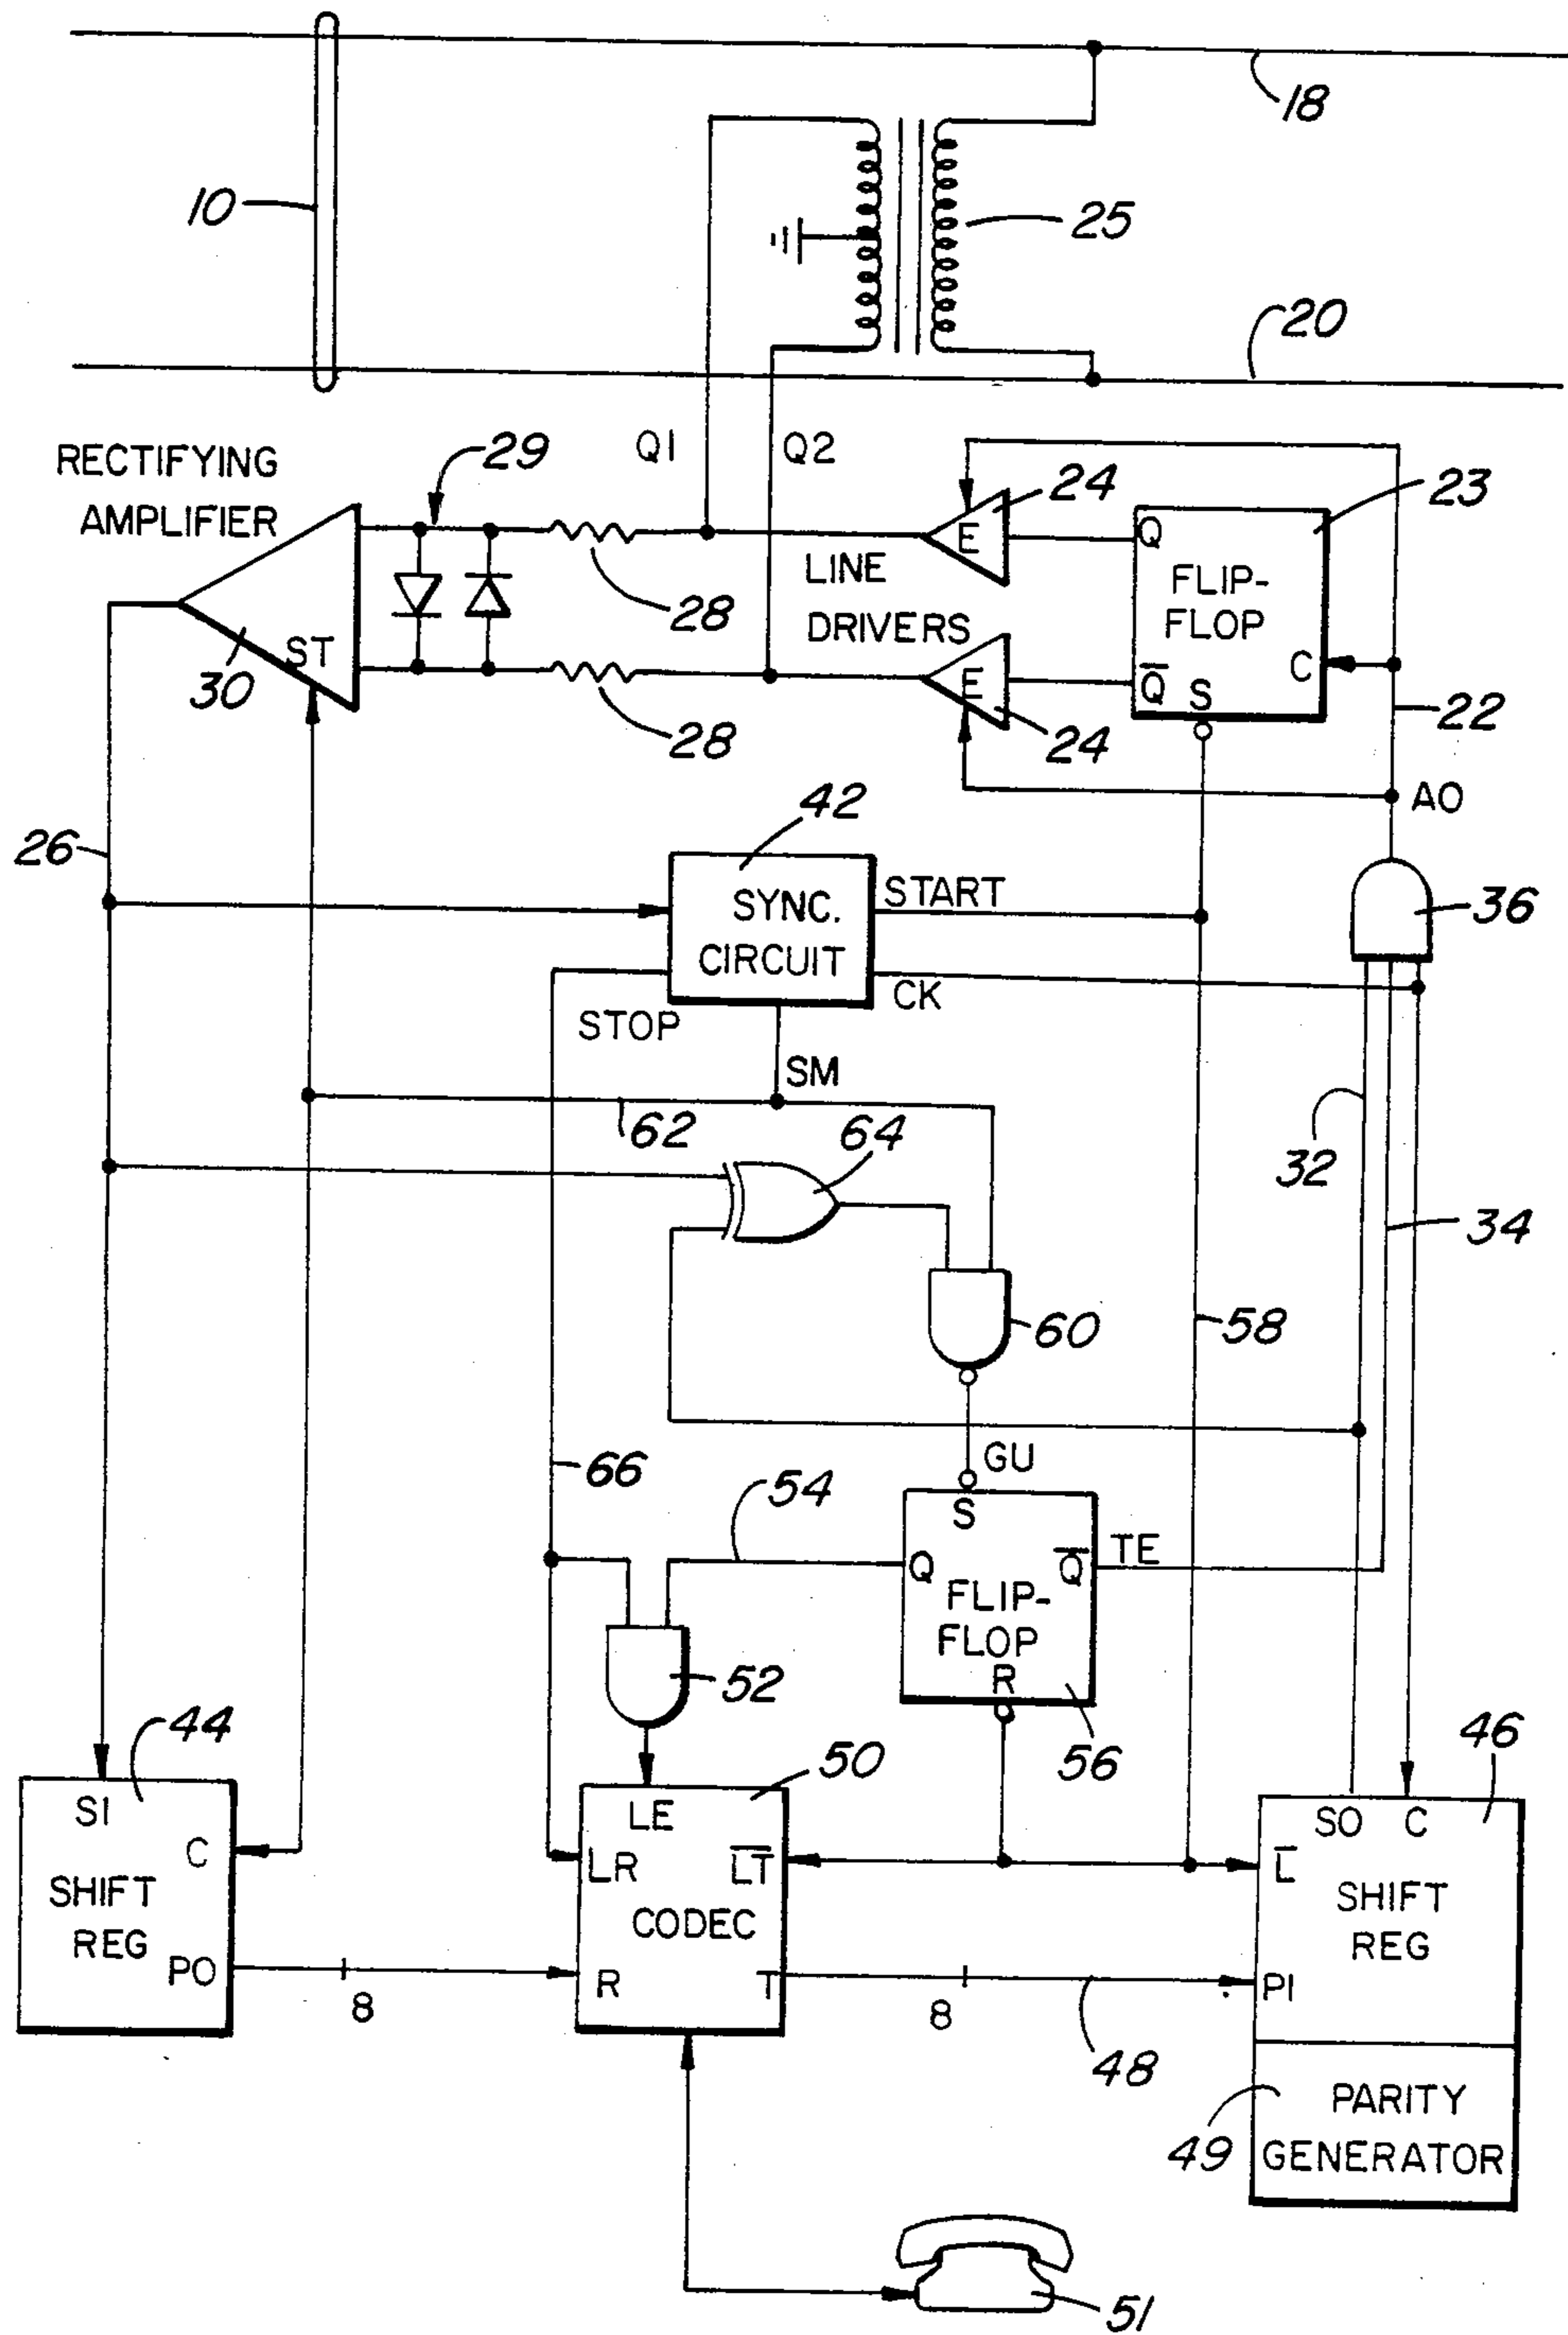 18
10
25
20
RECTIFYING
AMPLIFIER
29
Q1
Q2
24
23
E
Q
LINE
DRIVERS
FLIP-
FLOP
28
ST
30
E
Q̅
S
C
28
24
22
AO
42
26
SYNC.
CIRCUIT
START
36
CK
STOP
SM
62
64
32
34
60
58
GU
66
54
S
Q
Q̅
TE
FLIP-
FLOP
R
52
56
44
50
46
SI
C
SHIFT
REG
PO
8
LE
LR
L̅T̅
CODEC
R
T
8
48
SO
C
L̅
SHIFT
REG
PI
49
PARITY
GENERATOR
51